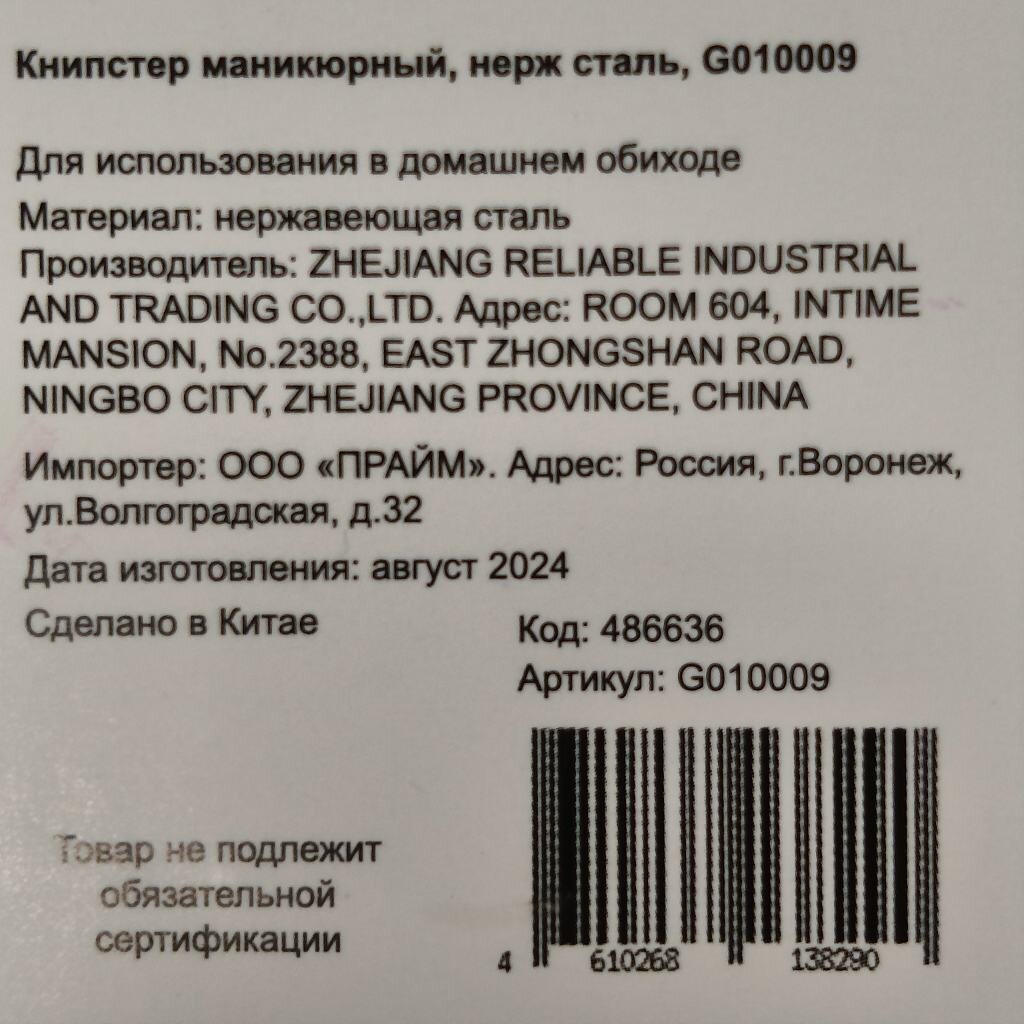 Книпстер маникюрный, нерж сталь, G010009
Для использования в домашнем обиходе
Материал: нержавеющая сталь
Производитель: ZHEJIANG RELIABLE INDUSTRIAL
AND TRADING CO.,LTD. Адрес: ROOM 604, INTIME
MANSION, No.2388, EAST ZHONGSHAN ROAD,
NINGBO CITY, ZHEJIANG PROVINCE, CHINA
Импортер: ООО «ПРАЙМ». Адрес: Россия, г.Воронеж,
ул.Волгоградская, д.32
Дата изготовления: август 2024
Сделано в Китае
Код: 486636
Артикул: G010009
Товар не подлежит
обязательной
сертификации
4 610268 138290